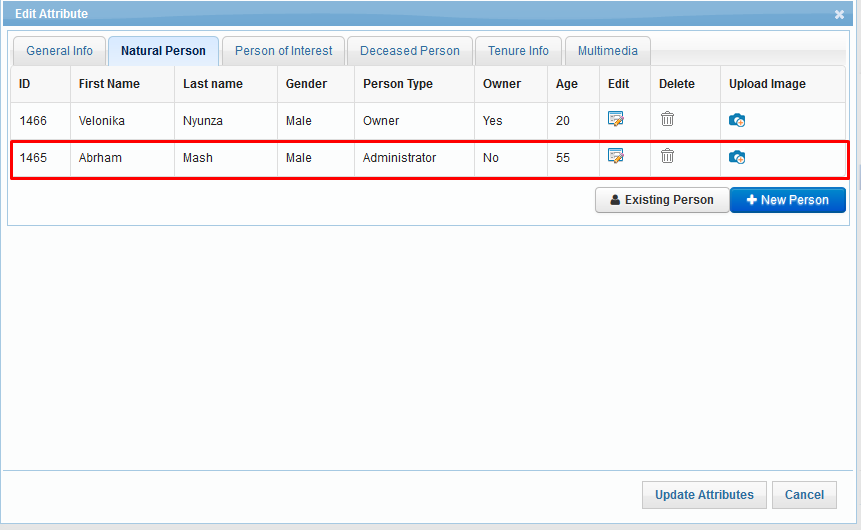 Edit Attribute
General Info Natural Person Person of Interest Deceased Person Tenure Info Multimedia
ID First Name Last name Gender Person Type Owner Age Edit Delete Upload Image
1466 Velonika Nyunza Male Owner Yes 20
1465 Abrham Mash Male Administrator No 55
Existing Person New Person
Update Attributes Cancel